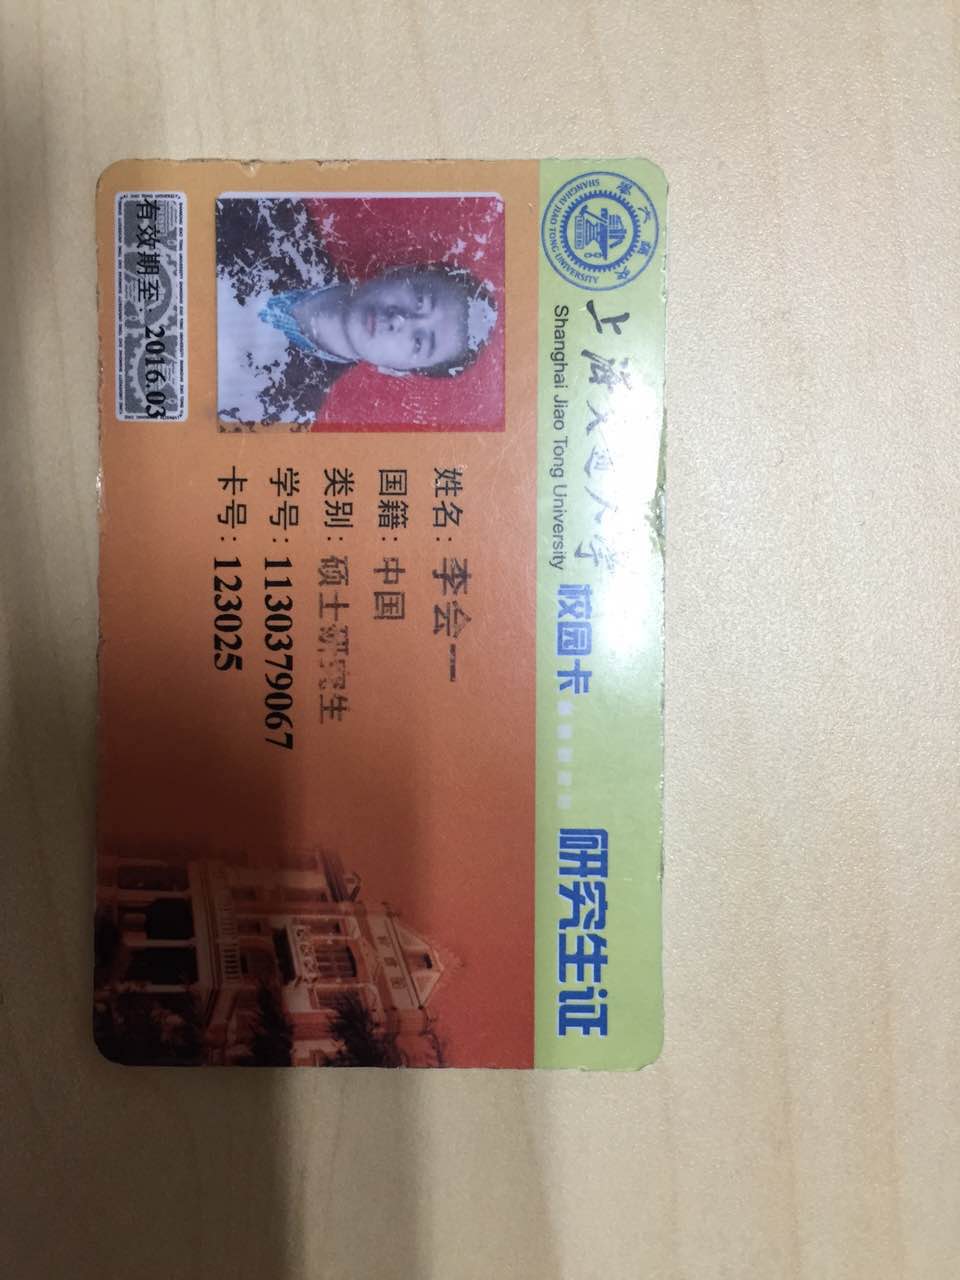 上海交通大学
Shanghai Jiao Tong University
SHANGHAI JIAO TONG UNIVERSITY
校园卡
研究生证
姓名：李会一
国籍：中国
类别：硕士研究生
学号：1130379067
卡号：123025
有效期至：2016.03